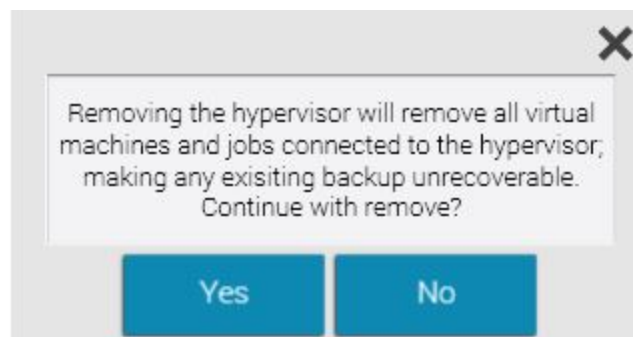 Removing the hypervisor will remove all virtual
machines and jobs connected to the hypervisor;
making any exisiting backup unrecoverable.
Continue with remove?
Yes No